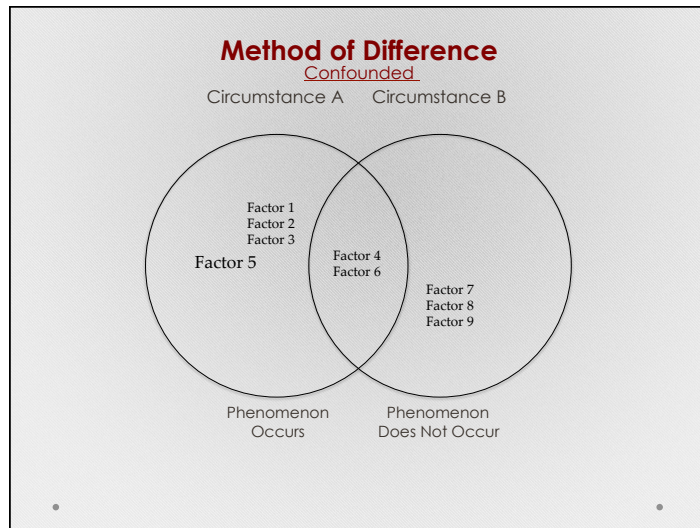 Method of Difference
Confounded
Circumstance A Circumstance B
Factor 1
Factor 2
Factor 3
Factor 5
Factor 4
Factor 6
Factor 7
Factor 8
Factor 9
Phenomenon
Occurs
Phenomenon
Does Not Occur